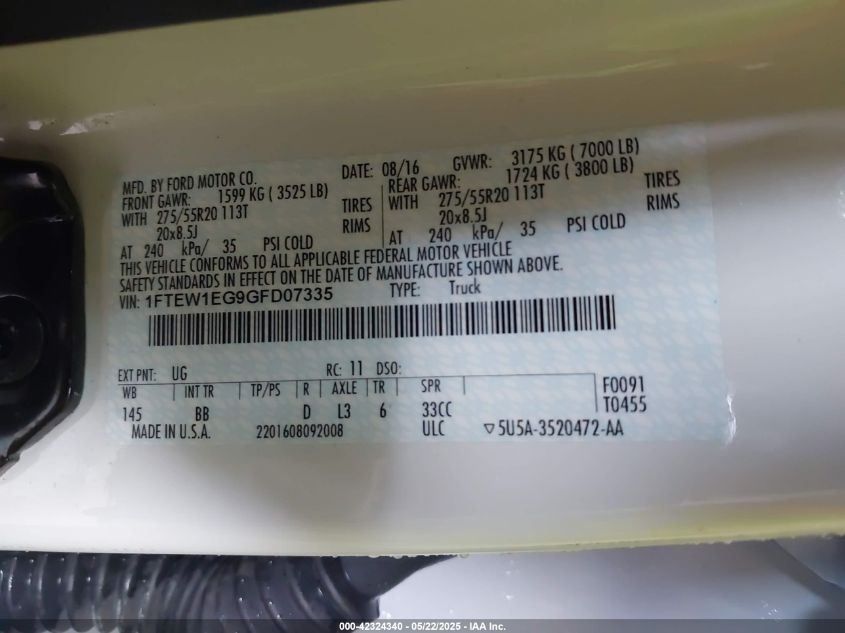 MFD. BY FORD MOTOR CO. DATE: 08/16 GVWR: 3175 KG ( 7000 LB)
FRONT GAWR: 1599 KG ( 3525 LB) REAR GAWR: 1724 KG ( 3800 LB)
WITH 275/55R20 113T TIRES WITH 275/55R20 113T TIRES
20x8.5J RIMS 20x8.5J RIMS
AT 240 kPa/ 35 PSI COLD AT 240 kPa/ 35 PSI COLD
THIS VEHICLE CONFORMS TO ALL APPLICABLE FEDERAL MOTOR VEHICLE
SAFETY STANDARDS IN EFFECT ON THE DATE OF MANUFACTURE SHOWN ABOVE.
VIN: 1FTEW1EG9GFD07335 TYPE: Truck
EXT PNT: UG RC: 11 DSO:
WB INT TR TP/PS R AXLE TR SPR F0091
145 BB D L3 6 33CC T0455
MADE IN U.S.A. 2201608092008 ULC ▽5U5A-3520472-AA
000-42324340 - 05/22/2025 - IAA Inc.